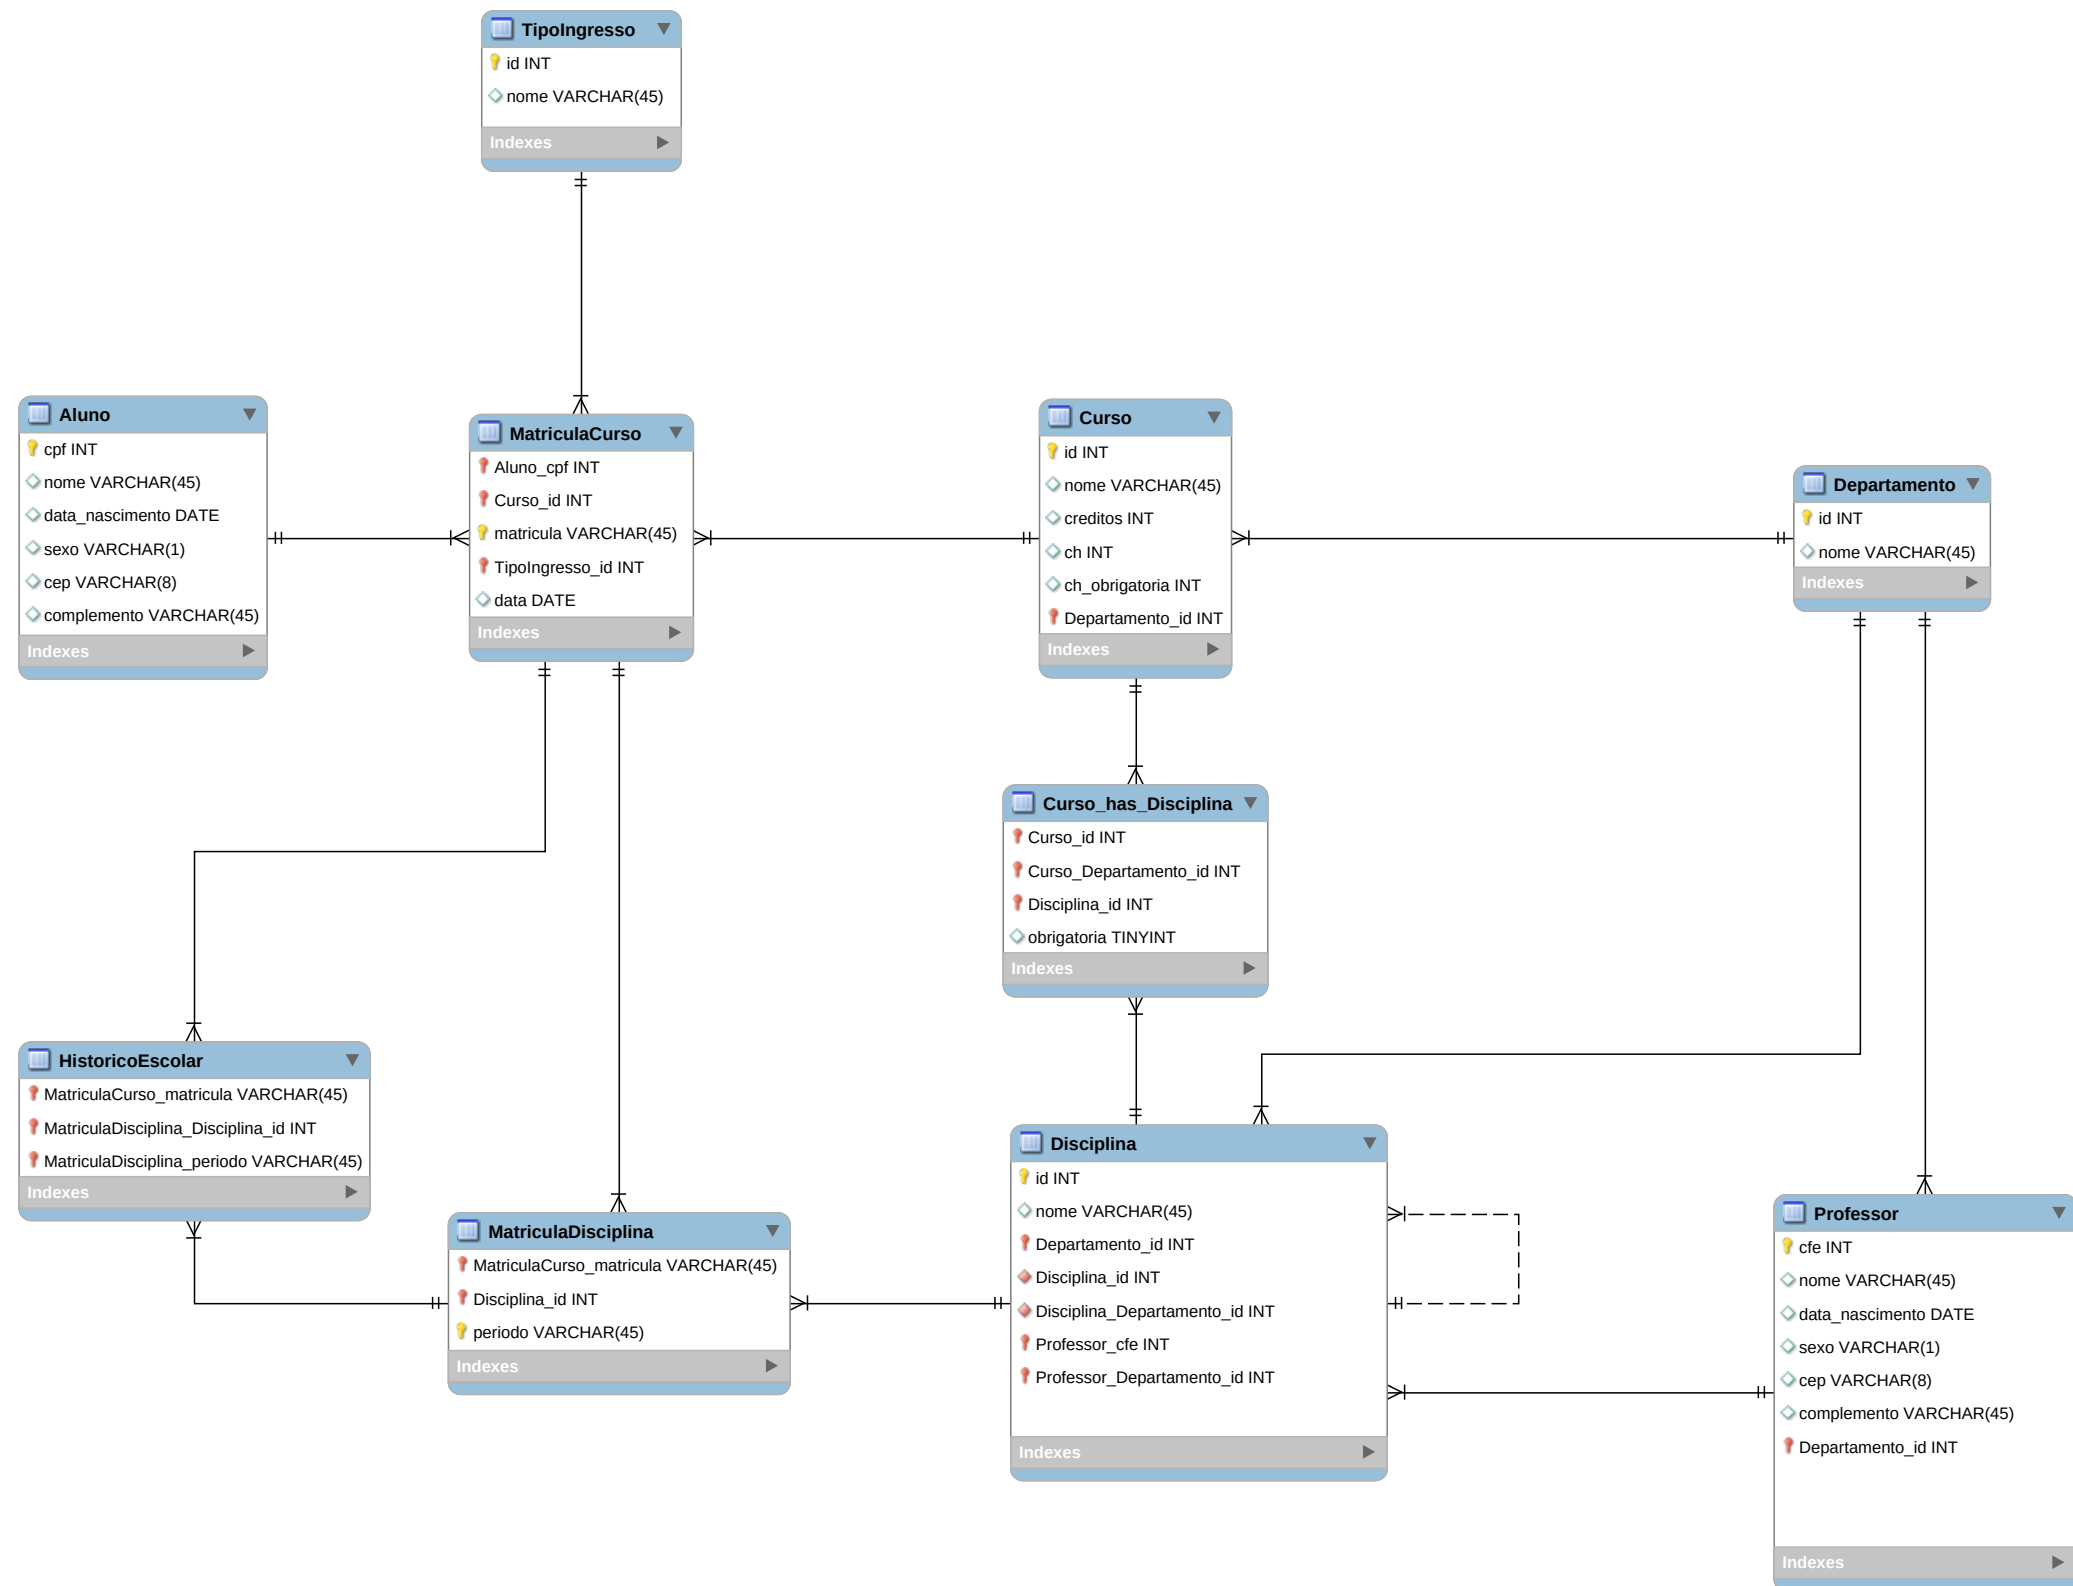 TipoIngresso
id INT
nome VARCHAR(45)
Indexes
Aluno
cpf INT
nome VARCHAR(45)
data_nascimento DATE
sexo VARCHAR(1)
cep VARCHAR(8)
complemento VARCHAR(45)
Indexes
MatriculaCurso
Aluno_cpf INT
Curso_id INT
matricula VARCHAR(45)
TipoIngresso_id INT
data DATE
Indexes
Curso
id INT
nome VARCHAR(45)
creditos INT
ch INT
ch_obrigatoria INT
Departamento_id INT
Indexes
Departamento
id INT
nome VARCHAR(45)
Indexes
Curso_has_Disciplina
Curso_id INT
Curso_Departamento_id INT
Disciplina_id INT
obrigatoria TINYINT
Indexes
HistoricoEscolar
MatriculaCurso_matricula VARCHAR(45)
MatriculaDisciplina_Disciplina_id INT
MatriculaDisciplina_periodo VARCHAR(45)
Indexes
MatriculaDisciplina
MatriculaCurso_matricula VARCHAR(45)
Disciplina_id INT
periodo VARCHAR(45)
Indexes
Disciplina
id INT
nome VARCHAR(45)
Departamento_id INT
Disciplina_id INT
Disciplina_Departamento_id INT
Professor_cfe INT
Professor_Departamento_id INT
Indexes
Professor
cfe INT
nome VARCHAR(45)
data_nascimento DATE
sexo VARCHAR(1)
cep VARCHAR(8)
complemento VARCHAR(45)
Departamento_id INT
Indexes